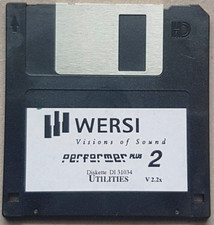 HD
WERSI
Visions of Sound
PERFORMER PLUS 2
Diskette DI 31034
UTILITIES V 2.2x